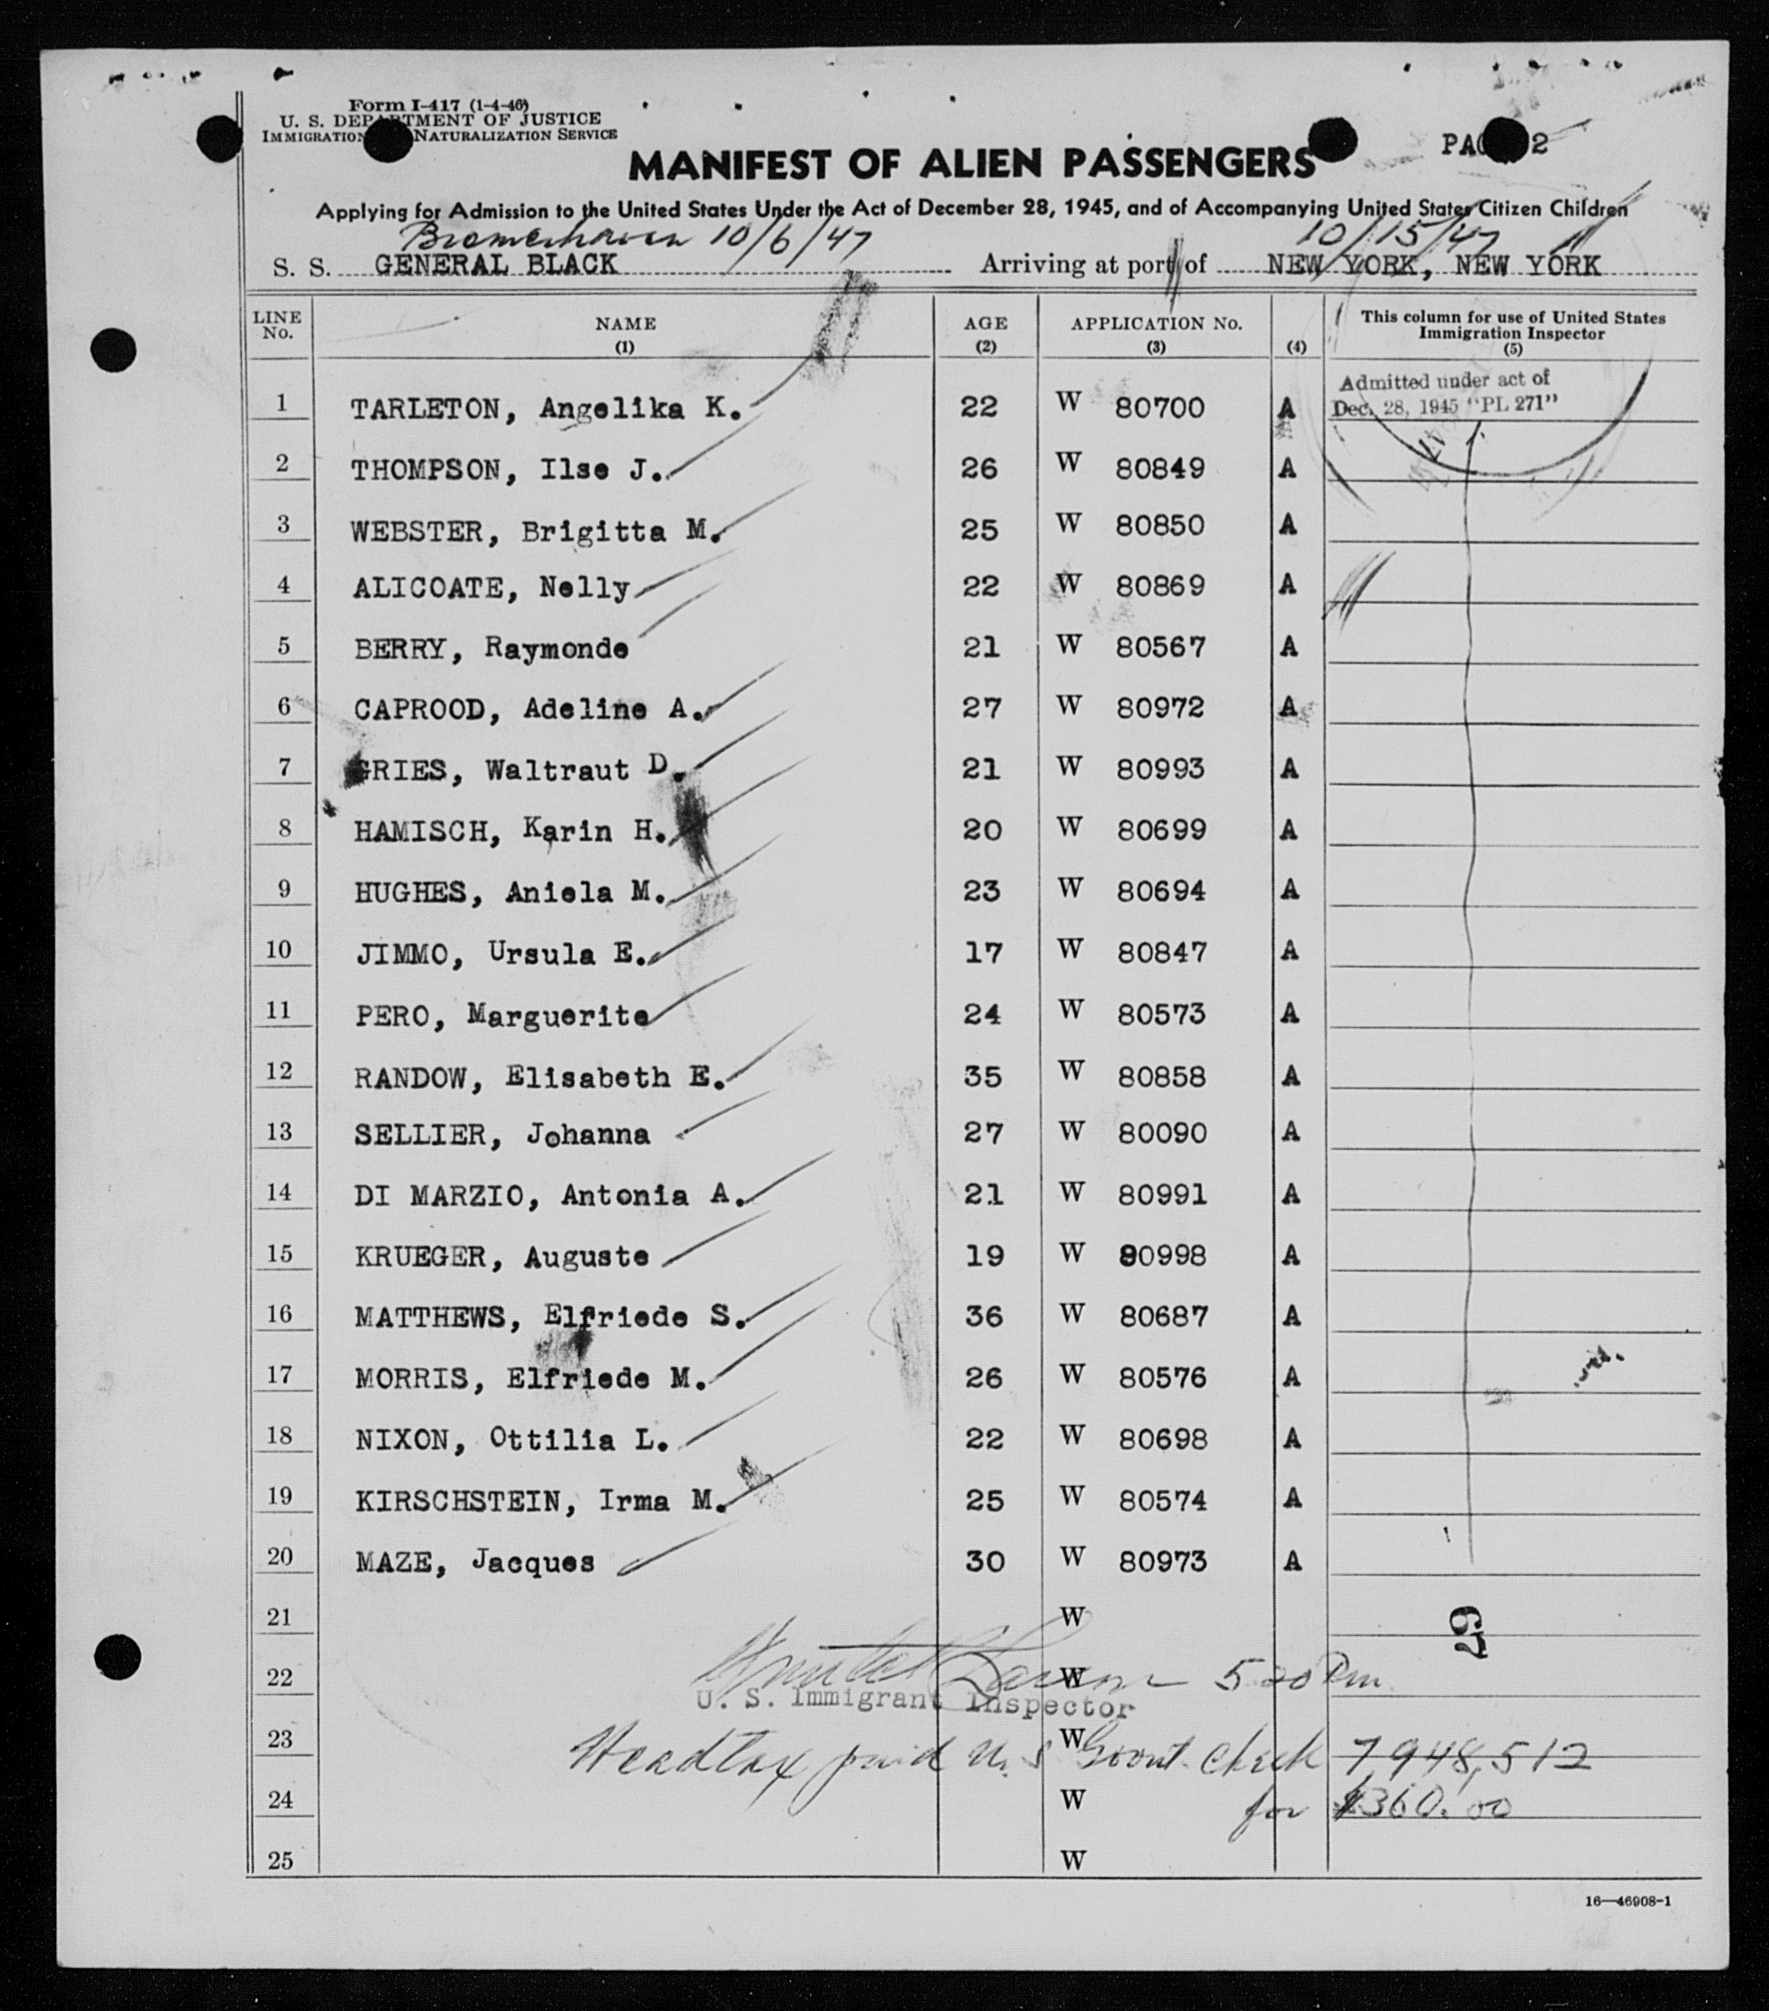 Form I-417 (1-4-46)
U. S. DEPARTMENT OF JUSTICE
IMMIGRATION NATURALIZATION SERVICE
PA 2
MANIFEST OF ALIEN PASSENGERS
Applying for Admission to the United States Under the Act of December 28, 1945, and of Accompanying United States Citizen Children
Bremerhaven 10/6/47 10/15/47
S. S. GENERAL BLACK Arriving at port of NEW YORK, NEW YORK
LINE No. NAME (1) AGE (2) APPLICATION No. (3) (4) This column for use of United States Immigration Inspector (5)
Admitted under act of
1 TARLETON, Angelika K. 22 W 80700 A Dec. 28, 1945 "PL 271"
2 THOMPSON, Ilse J. 26 W 80849 A
3 WEBSTER, Brigitta M. 25 W 80850 A
4 ALICOATE, Nelly 22 W 80869 A
5 BERRY, Raymonde 21 W 80567 A
6 CAPROOD, Adeline A. 27 W 80972 A
7 GRIES, Waltraut D. 21 W 80993 A
8 HAMISCH, Karin H. 20 W 80699 A
9 HUGHES, Aniela M. 23 W 80694 A
10 JIMMO, Ursula E. 17 W 80847 A
11 PERO, Marguerite 24 W 80573 A
12 RANDOW, Elisabeth E. 35 W 80858 A
13 SELLIER, Johanna 27 W 80090 A
14 DI MARZIO, Antonia A. 21 W 80991 A
15 KRUEGER, Auguste 19 W 80998 A
16 MATTHEWS, Elfriede S. 36 W 80687 A
17 MORRIS, Elfriede M. 26 W 80576 A
18 NIXON, Ottilia L. 22 W 80698 A
19 KIRSCHSTEIN, Irma M. 25 W 80574 A
20 MAZE, Jacques 30 W 80973 A
21 W 67
22 W 5 20 Pm
U. S. Immigrant Inspector
23 W Headtax paid U. S Govnt. Check 7,948,512
24 W for $360.00
25 W
16—46908-1